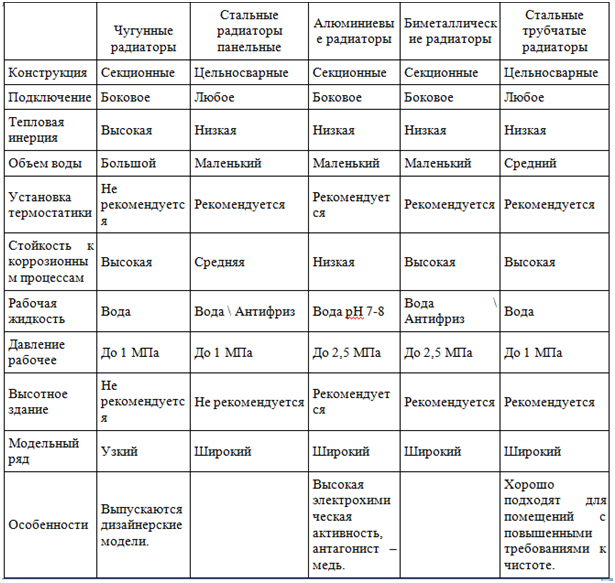 Чугунные радиаторы
Стальные радиаторы панельные
Алюминиевые радиаторы
Биметаллические радиаторы
Стальные трубчатые радиаторы
Конструкция Секционные Цельносварные Секционные Секционные Цельносварные
Подключение Боковое Любое Боковое Боковое Любое
Тепловая инерция Высокая Низкая Низкая Низкая Низкая
Объем воды Большой Маленький Маленький Маленький Средний
Установка термостатики Не рекомендуется Рекомендуется Рекомендуется Рекомендуется Рекомендуется
Стойкость к коррозионным процессам Высокая Средняя Низкая Высокая Высокая
Рабочая жидкость Вода Вода \ Антифриз Вода pH 7-8 Вода \ Антифриз Вода
Давление рабочее До 1 МПа До 1 МПа До 2,5 МПа До 2,5 МПа До 1 МПа
Высотное здание Не рекомендуется Не рекомендуется Рекомендуется Рекомендуется Рекомендуется
Модельный ряд Узкий Широкий Широкий Широкий Широкий
Особенности Выпускаются дизайнерские модели. Высокая электрохимическая активность, антагонист – медь. Хорошо подходят для помещений с повышенными требованиями к чистоте.